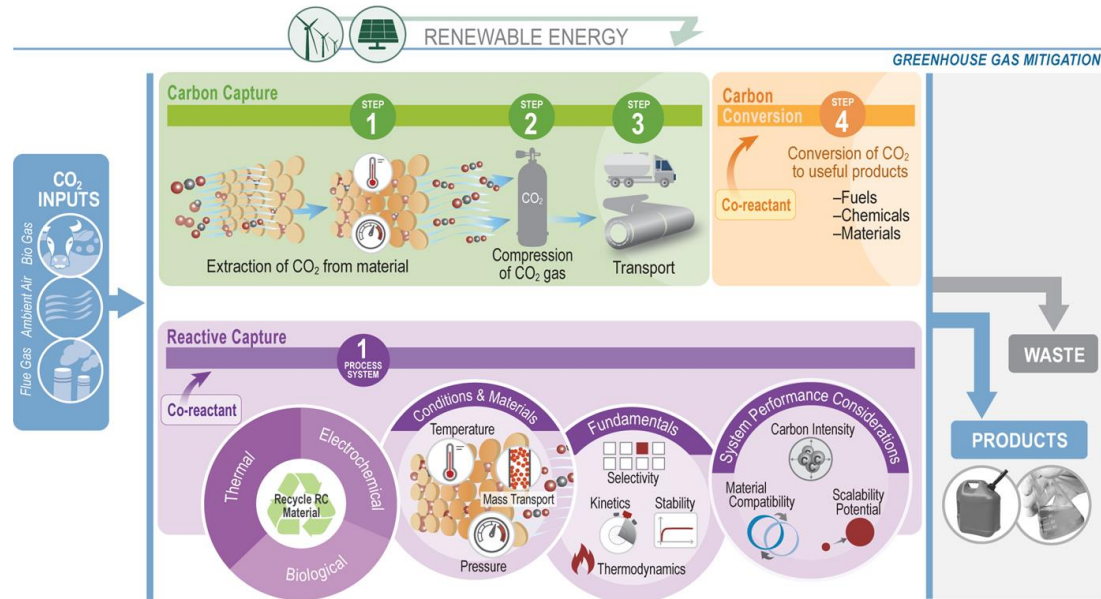 RENEWABLE ENERGY
GREENHOUSE GAS MITIGATION
CO2
INPUTS
Bio Gas
Ambient Air
Flue Gas
Carbon Capture
STEP
1
STEP
2
STEP
3
CO2
Extraction of CO2 from material
Compression
of CO2 gas
Transport
Carbon
Conversion
STEP
4
Co-reactant
Conversion of CO2
to useful products
–Fuels
–Chemicals
–Materials
Reactive Capture
1
PROCESS
SYSTEM
Co-reactant
Thermal
Electrochemical
Biological
Recycle RC
Material
Conditions & Materials
Temperature
Mass Transport
Pressure
Fundamentals
Selectivity
Kinetics
Stability
Thermodynamics
System Performance Considerations
Carbon Intensity
C
C
C
Material
Compatibility
Scalability
Potential
WASTE
PRODUCTS